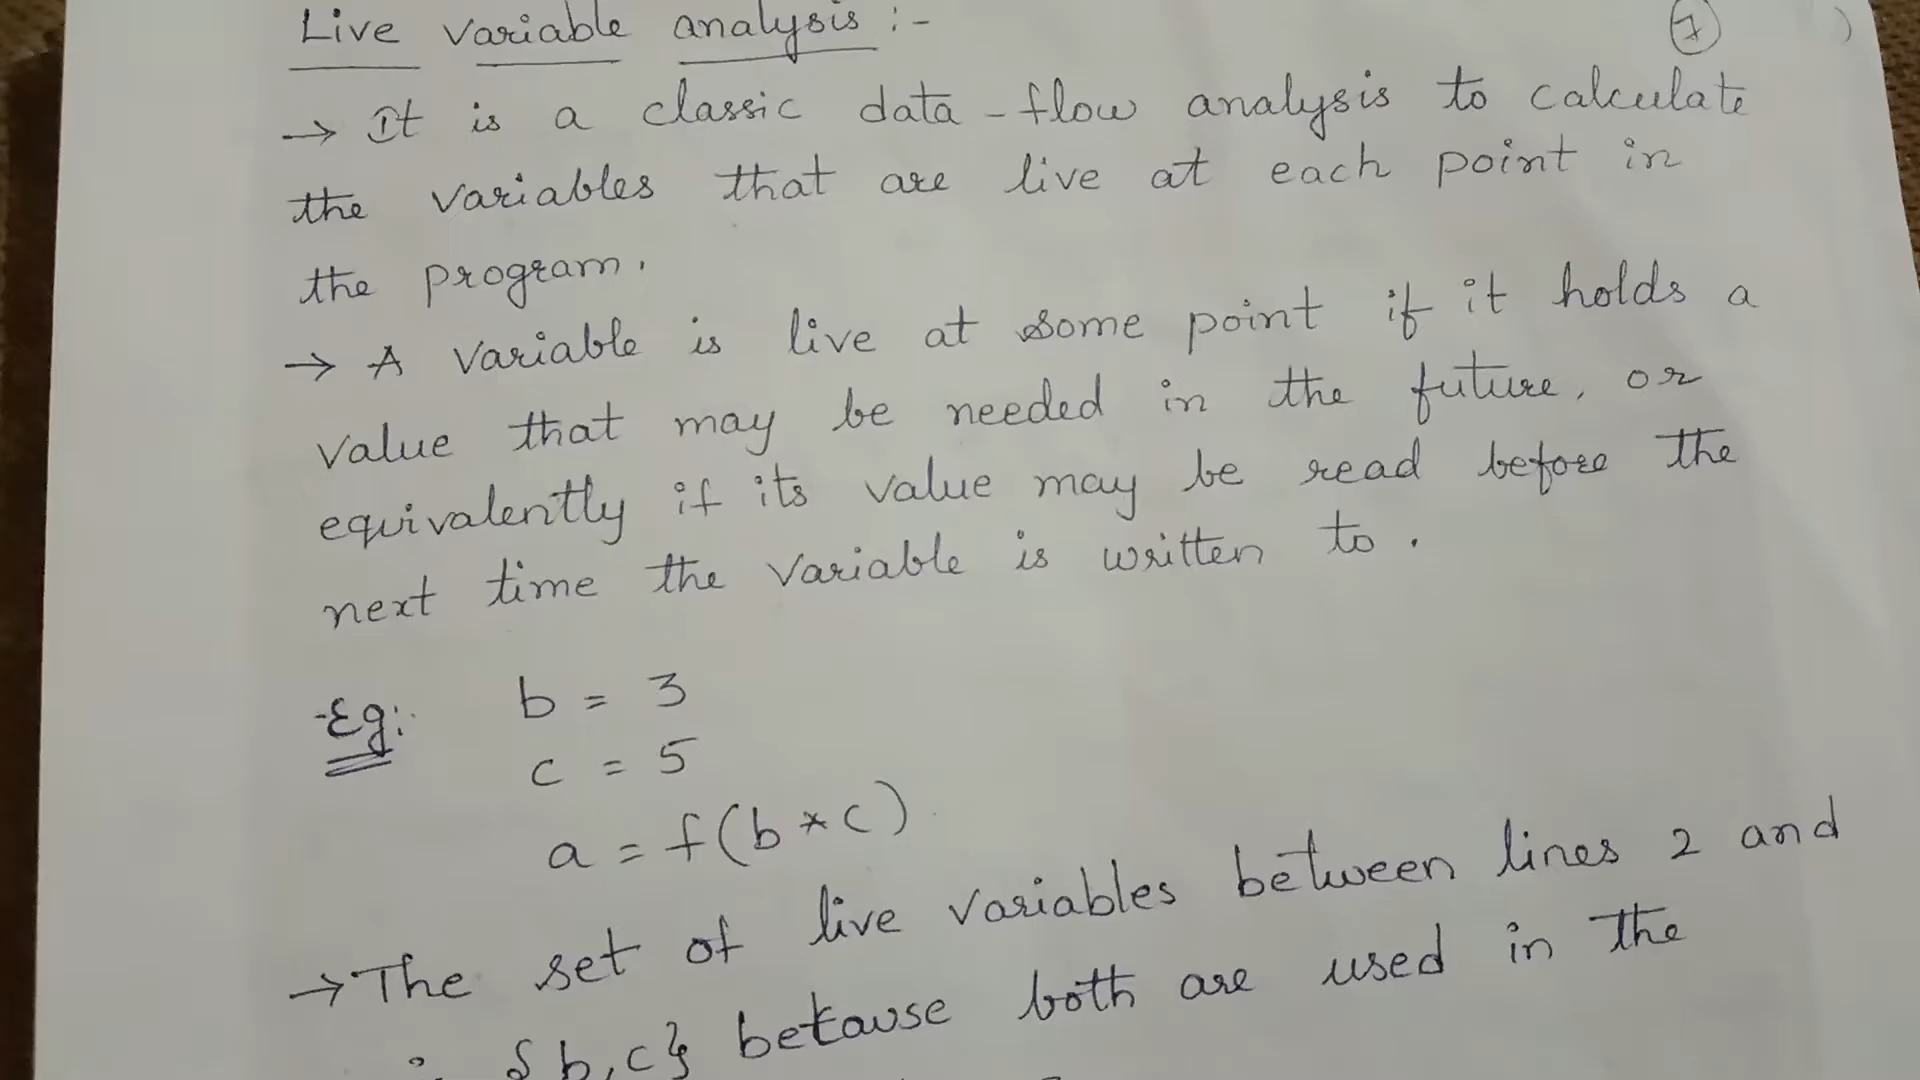 Live variable analysis :-
7
→ It is a classic data-flow analysis to calculate
the variables that are live at each point in
the program.
→ A variable is live at some point if it holds a
value that may be needed in the future, or
equivalently if its value may be read before the
next time the variable is written to.
Eg: b = 3
c = 5
a = f(b*c)
→ The set of live variables between lines 2 and
is {b,c} because both are used in the